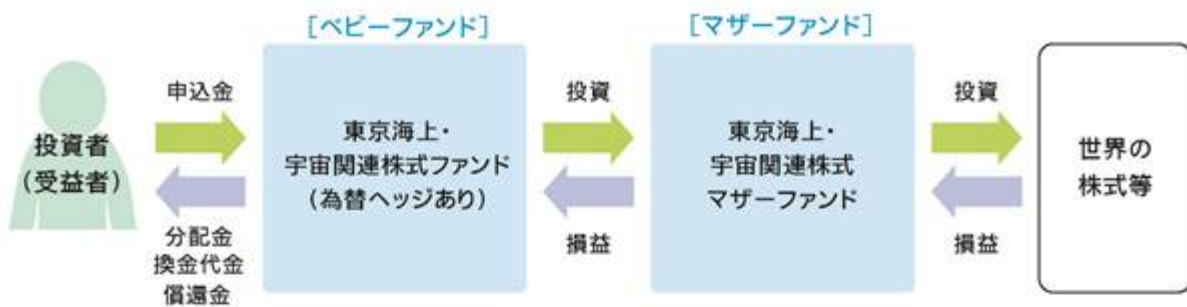 [ベビーファンド]
[マザーファンド]
申込金
投資
投資
投資者
(受益者)
東京海上・
宇宙関連株式ファンド
(為替ヘッジあり)
東京海上・
宇宙関連株式
マザーファンド
世界の
株式等
分配金
換金代金
償還金
損益
損益